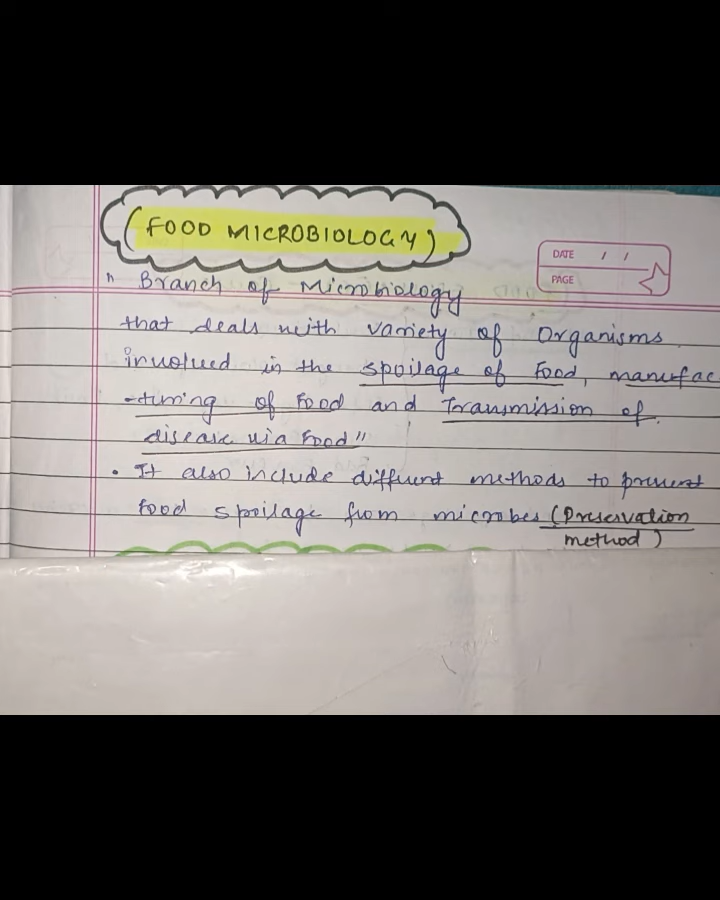 (FOOD MICROBIOLOGY)
DATE / /
PAGE
" Branch of Microbiology
that deals with variety of Organisms
involved in the spoilage of Food, manufac
-turing of Food and Transmission of
disease via Food"
• It also include different methods to prevent
Food spoilage from microbes (Preservation
method)